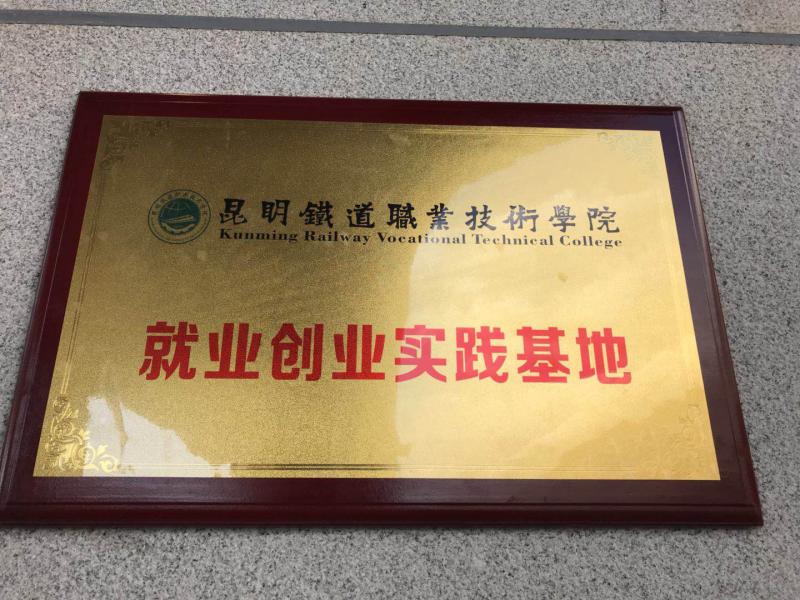 昆明鐵道職業技術學院
Kunming Railway Vocational Technical College
就业创业实践基地